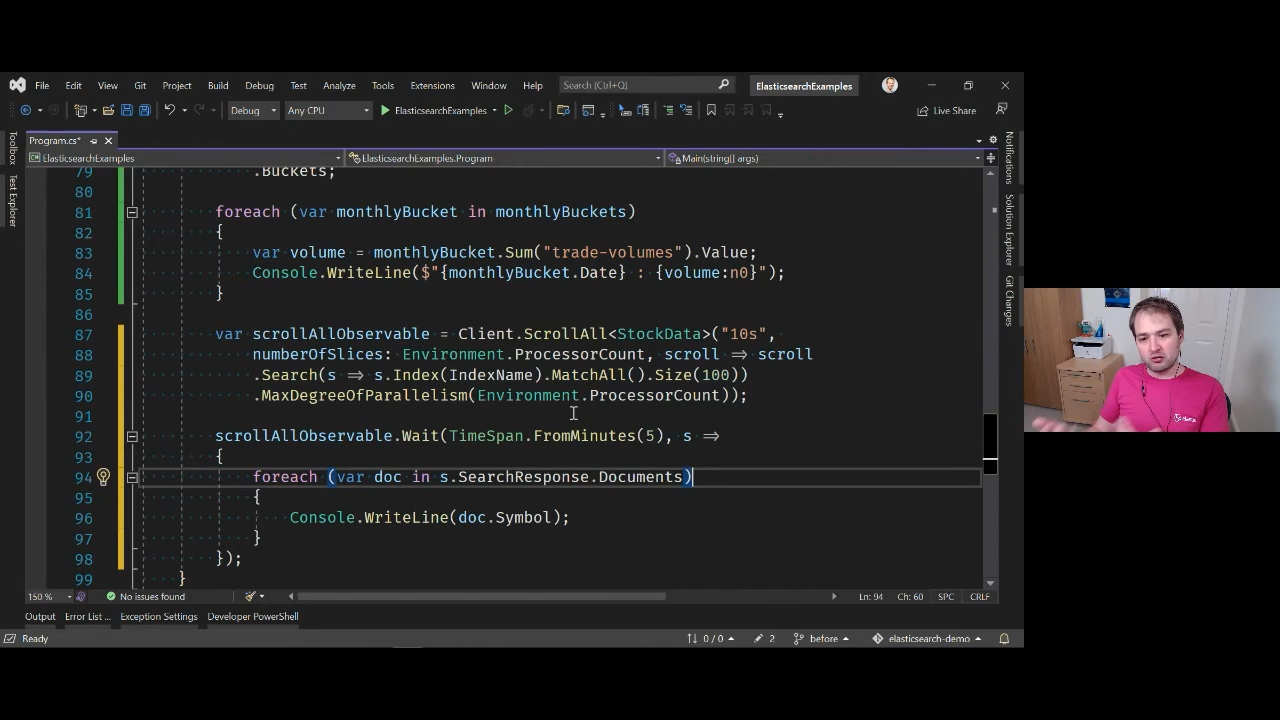 File Edit View Git Project Build Debug Test Analyze Tools Extensions Window Help Search (Ctrl+Q) ElasticsearchExamples
Debug Any CPU ElasticsearchExamples Live Share
Program.cs*
ElasticsearchExamples ElasticsearchExamples.Program Main(string[] args)
Toolbox
Test Explorer
Notifications
Solution Explorer
Git Changes
79 .Buckets;
80
81 foreach (var monthlyBucket in monthlyBuckets)
82 {
83 var volume = monthlyBucket.Sum("trade-volumes").Value;
84 Console.WriteLine($"{monthlyBucket.Date} : {volume:n0}");
85 }
86
87 var scrollAllObservable = Client.ScrollAll<StockData>("10s",
88 numberOfSlices: Environment.ProcessorCount, scroll => scroll
89 .Search(s => s.Index(IndexName).MatchAll().Size(100))
90 .MaxDegreeOfParallelism(Environment.ProcessorCount));
91
92 scrollAllObservable.Wait(TimeSpan.FromMinutes(5), s =>
93 {
94 foreach (var doc in s.SearchResponse.Documents)
95 {
96 Console.WriteLine(doc.Symbol);
97 }
98 });
99 }
150 % No issues found Ln: 94 Ch: 60 SPC CRLF
Output Error List ... Exception Settings Developer PowerShell
Ready 0 / 0 2 before elasticsearch-demo